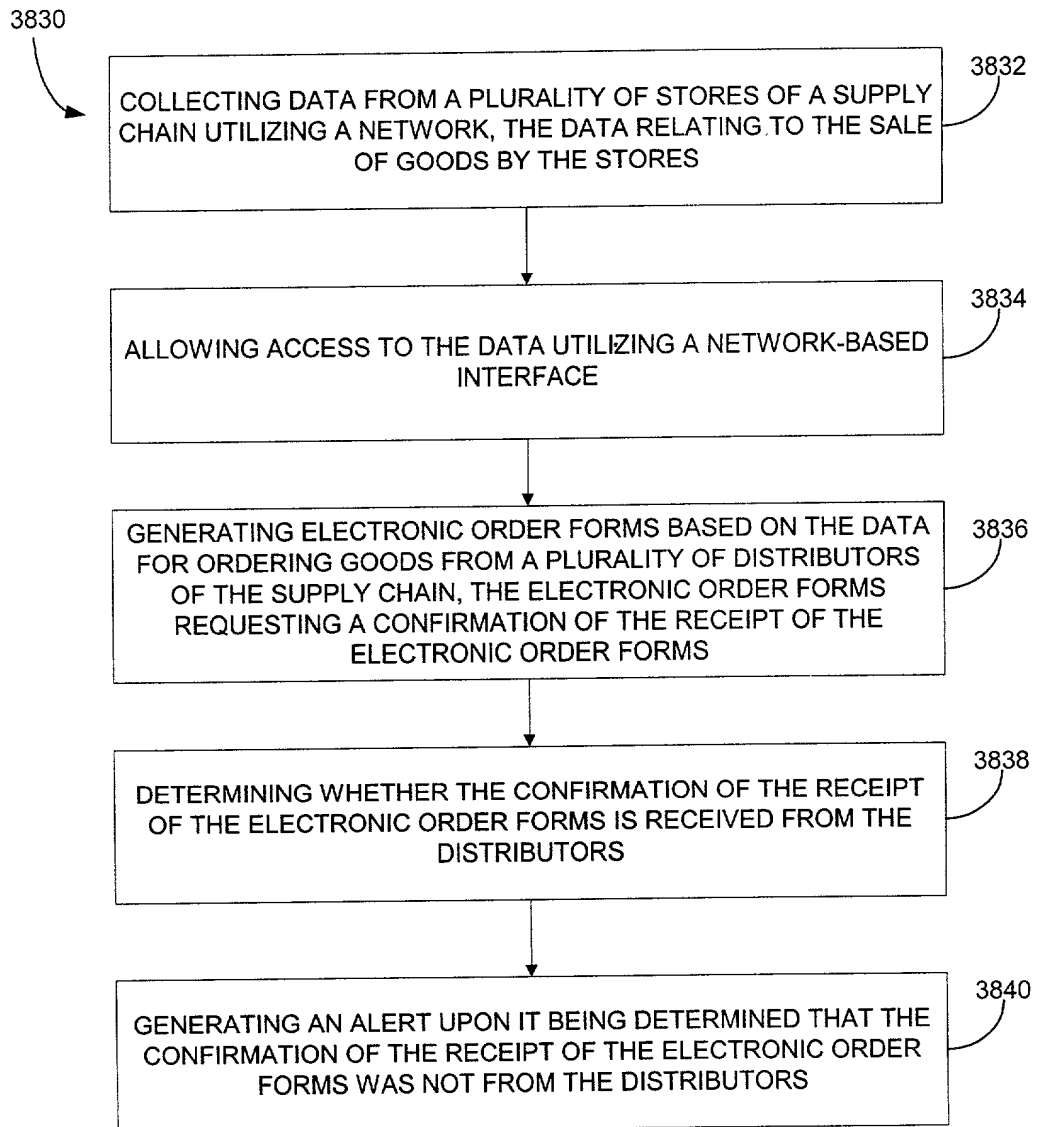 3830
3832
COLLECTING DATA FROM A PLURALITY OF STORES OF A SUPPLY
CHAIN UTILIZING A NETWORK, THE DATA RELATING TO THE SALE
OF GOODS BY THE STORES
3834
ALLOWING ACCESS TO THE DATA UTILIZING A NETWORK-BASED
INTERFACE
3836
GENERATING ELECTRONIC ORDER FORMS BASED ON THE DATA
FOR ORDERING GOODS FROM A PLURALITY OF DISTRIBUTORS
OF THE SUPPLY CHAIN, THE ELECTRONIC ORDER FORMS
REQUESTING A CONFIRMATION OF THE RECEIPT OF THE
ELECTRONIC ORDER FORMS
3838
DETERMINING WHETHER THE CONFIRMATION OF THE RECEIPT
OF THE ELECTRONIC ORDER FORMS IS RECEIVED FROM THE
DISTRIBUTORS
3840
GENERATING AN ALERT UPON IT BEING DETERMINED THAT THE
CONFIRMATION OF THE RECEIPT OF THE ELECTRONIC ORDER
FORMS WAS NOT FROM THE DISTRIBUTORS